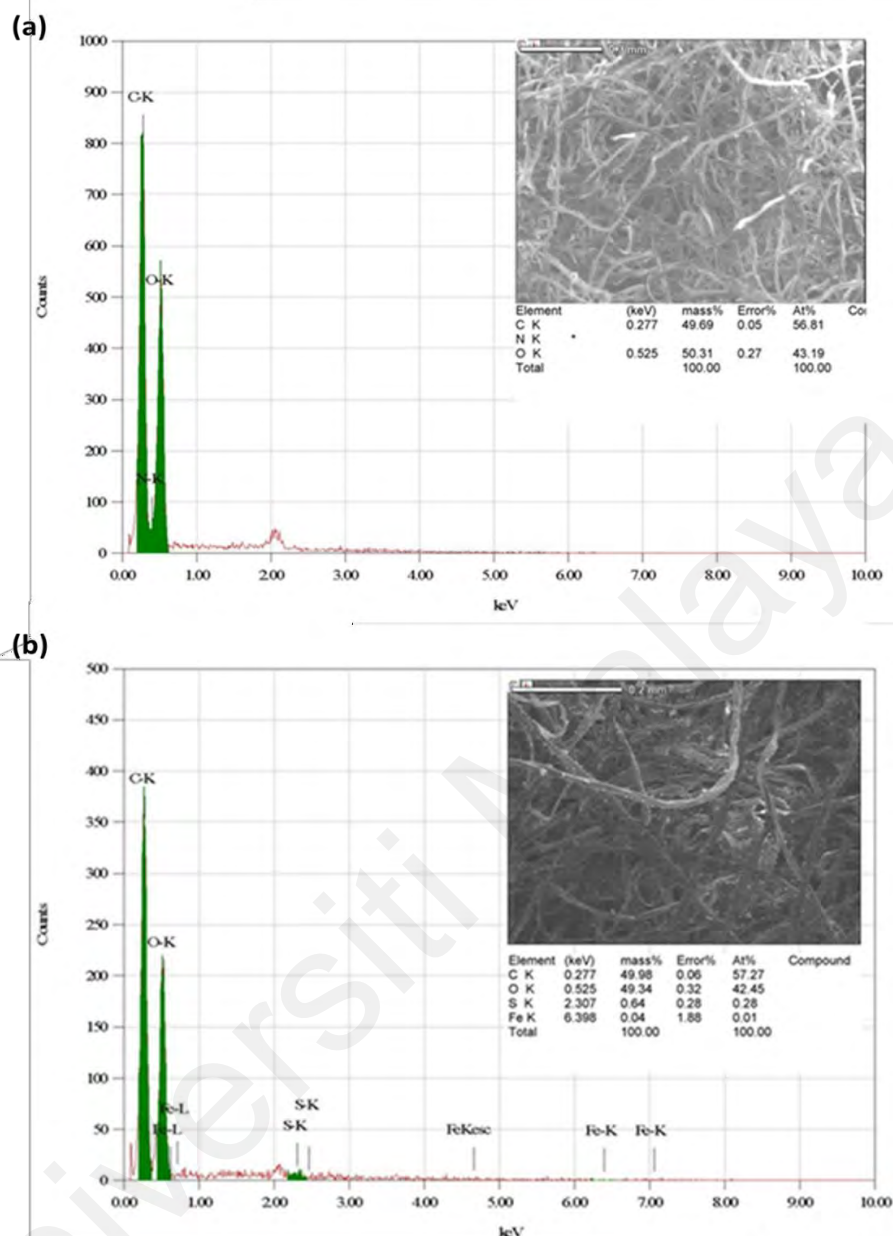 (a)
1000
900
800
700
600
500
400
300
200
100
0
Counts
C-K
O-K
N-K
0.00 1.00 2.00 3.00 4.00 5.00 6.00 7.00 8.00 9.00 10.00
keV
Element (keV) mass% Error% At%
C K 0.277 49.69 0.05 56.81
N K *
O K 0.525 50.31 0.27 43.19
Total 100.00 100.00
(b)
500
450
400
350
300
250
200
150
100
50
0
Counts
C-K
O-K
Fe-L
Fe-L
S-K
S-K
FeKesc
Fe-K Fe-K
0.00 1.00 2.00 3.00 4.00 5.00 6.00 7.00 8.00 9.00 10.00
keV
0.2 mm
Element (keV) mass% Error% At% Compound
C K 0.277 49.98 0.06 57.27
O K 0.525 49.34 0.32 42.45
S K 2.307 0.64 0.28 0.28
Fe K 6.398 0.04 1.88 0.01
Total 100.00 100.00